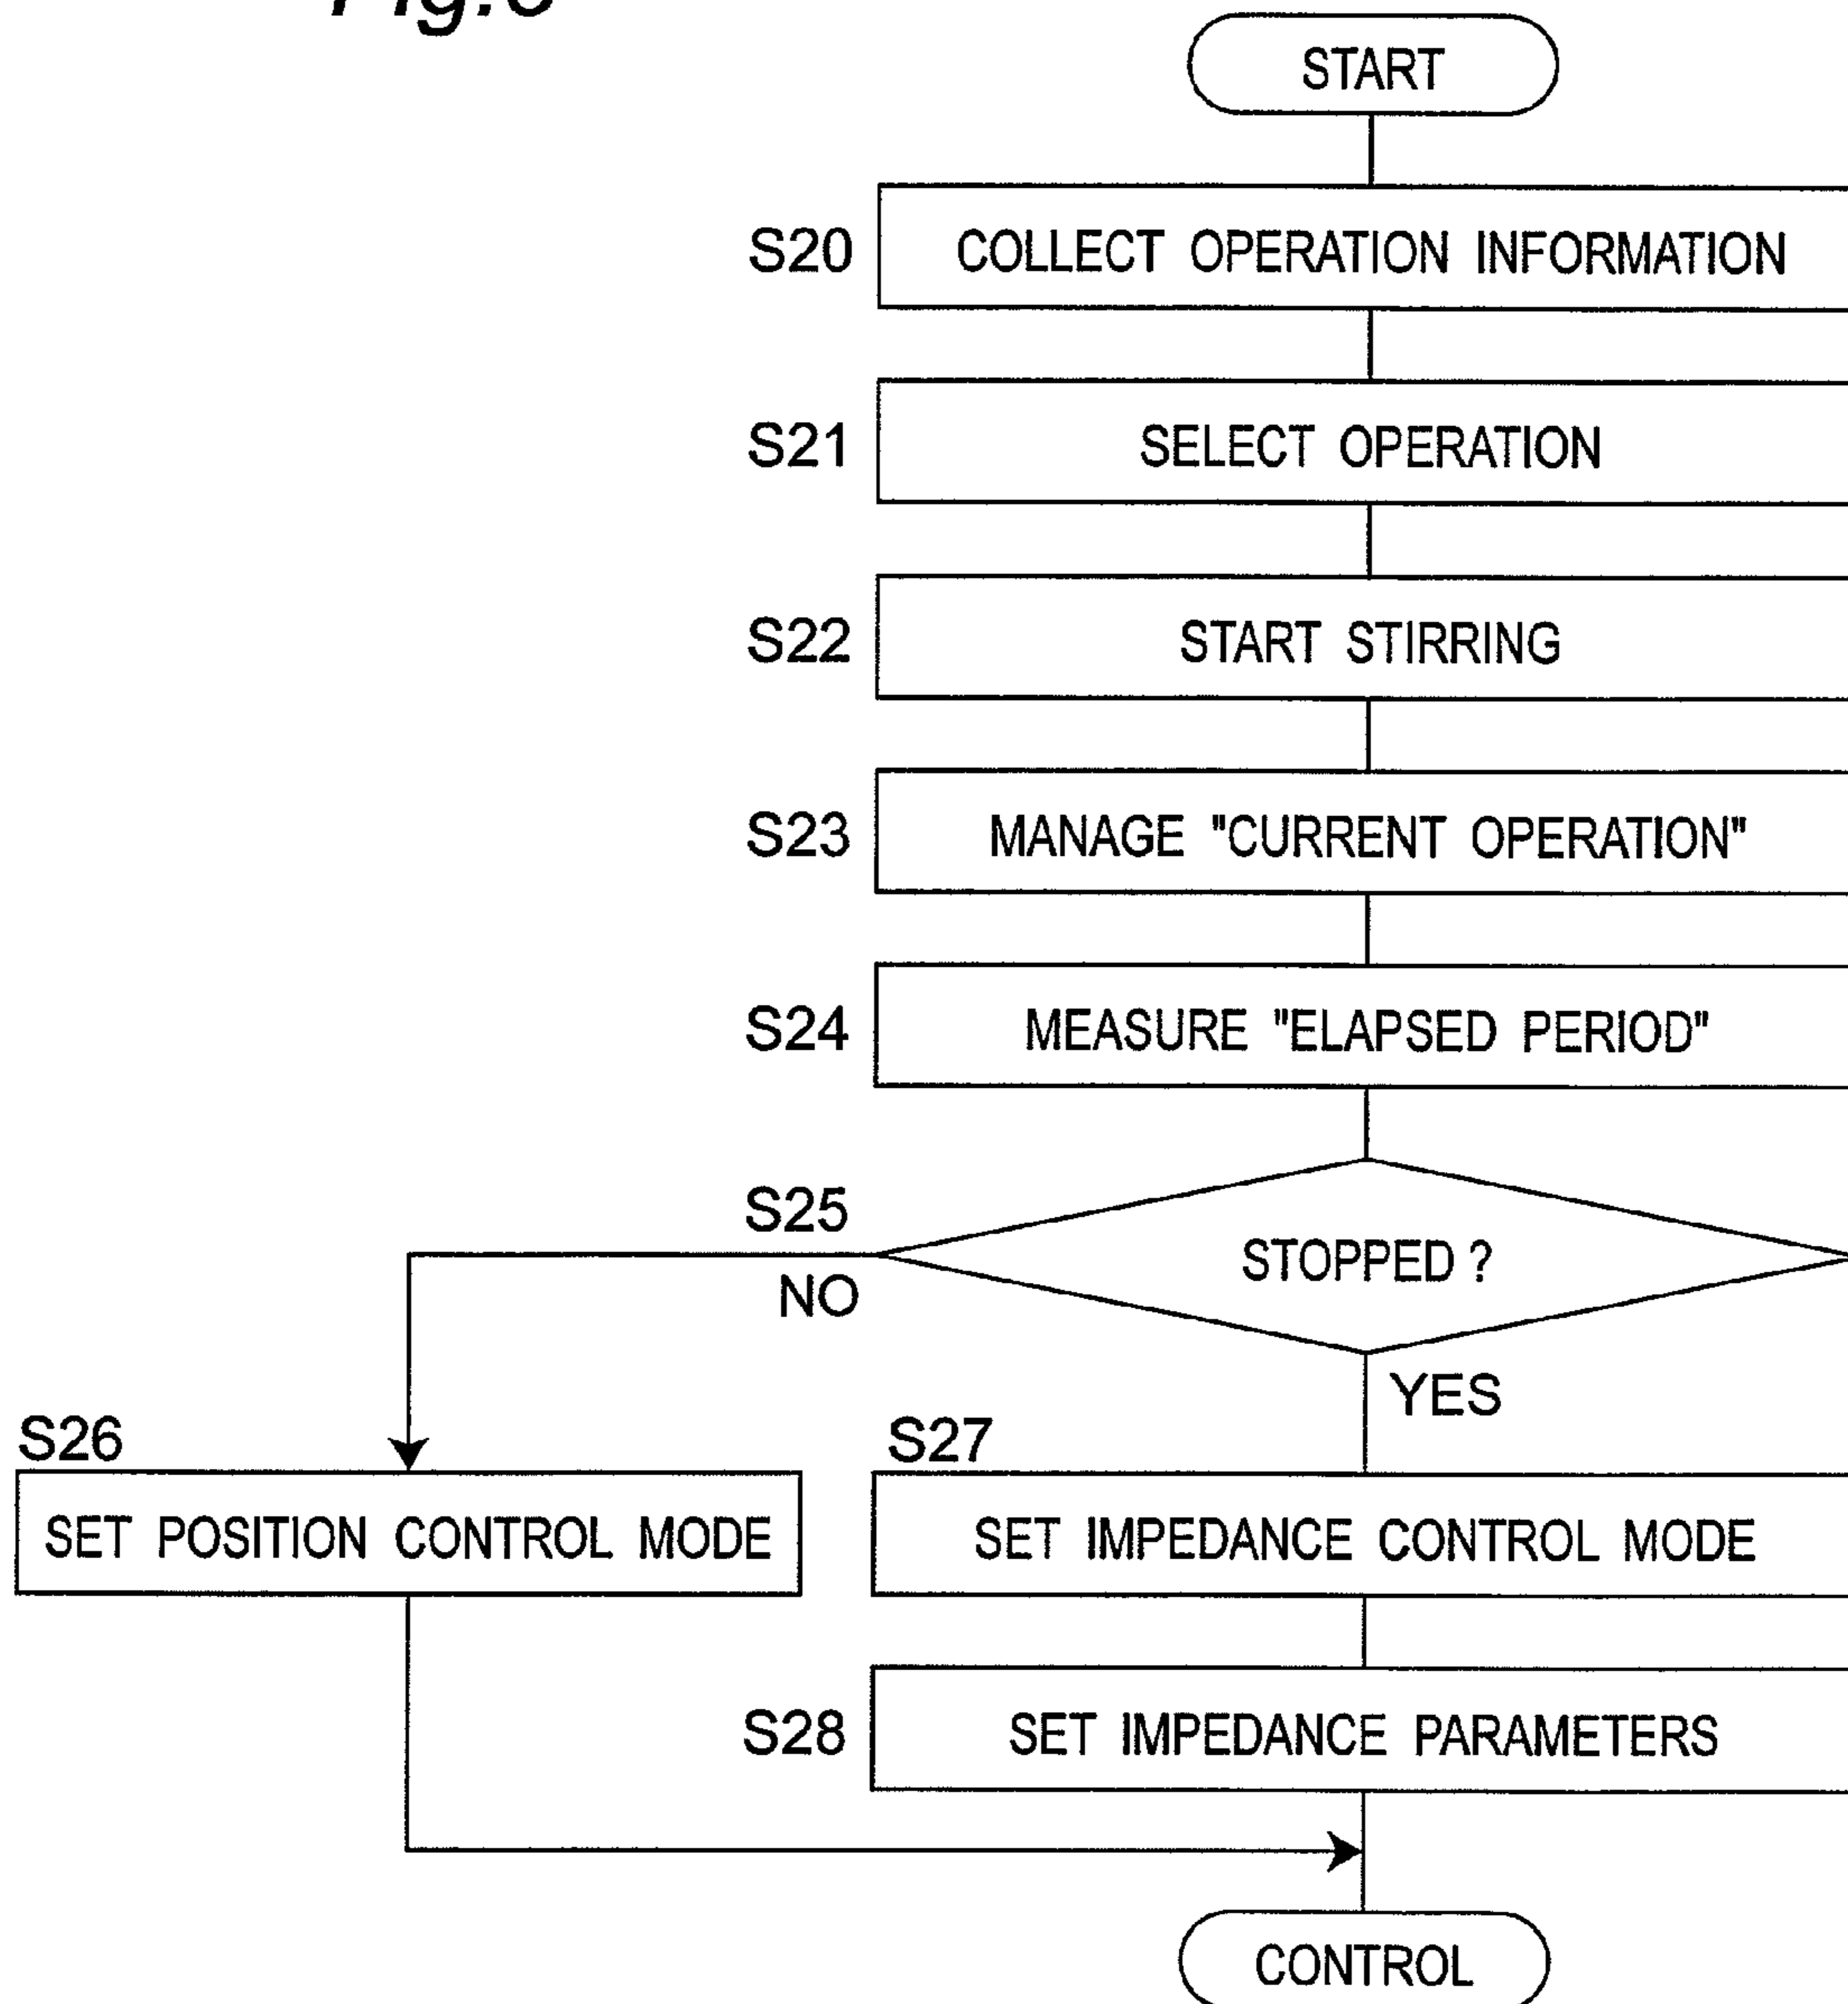 START
S20 COLLECT OPERATION INFORMATION
S21 SELECT OPERATION
S22 START STIRRING
S23 MANAGE "CURRENT OPERATION"
S24 MEASURE "ELAPSED PERIOD"
S25 STOPPED ?
NO
YES
S26
SET POSITION CONTROL MODE
S27
SET IMPEDANCE CONTROL MODE
S28 SET IMPEDANCE PARAMETERS
CONTROL